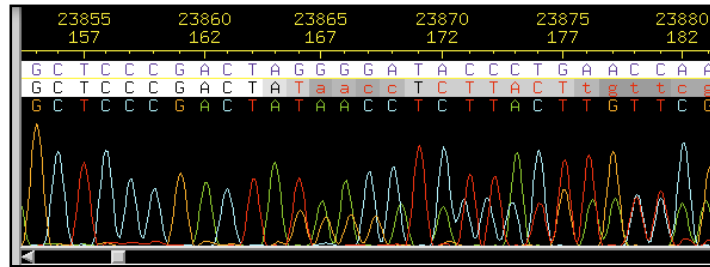 23855 23860 23865 23870 23875 23880
157 162 167 172 177 182
G C T C C C G A C T A G G G G A T A C C C T G A A C C A A
G C T C C C G A C T A T a a c c T C T T A C T t g t t c g
G C T C C C G A C T A T A A C C T C T T A C T T G T T C G